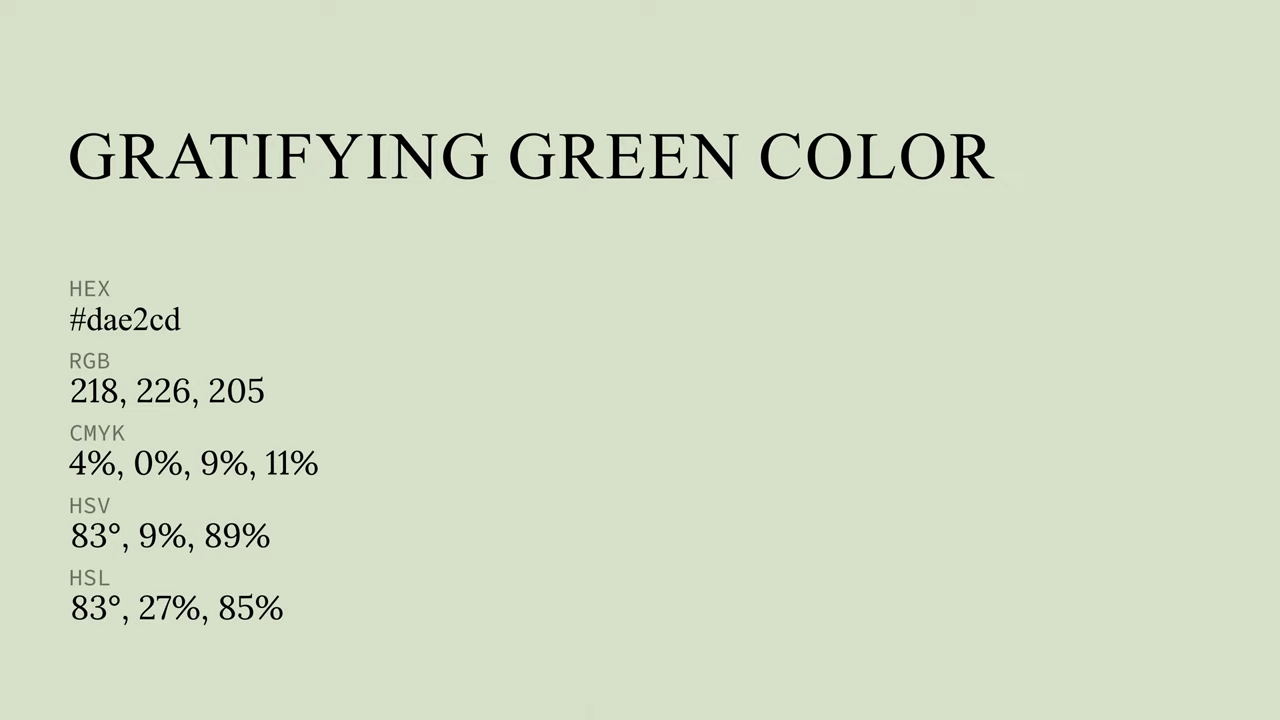 GRATIFYING GREEN COLOR
HEX
#dae2cd
RGB
218, 226, 205
CMYK
4%, 0%, 9%, 11%
HSV
83°, 9%, 89%
HSL
83°, 27%, 85%